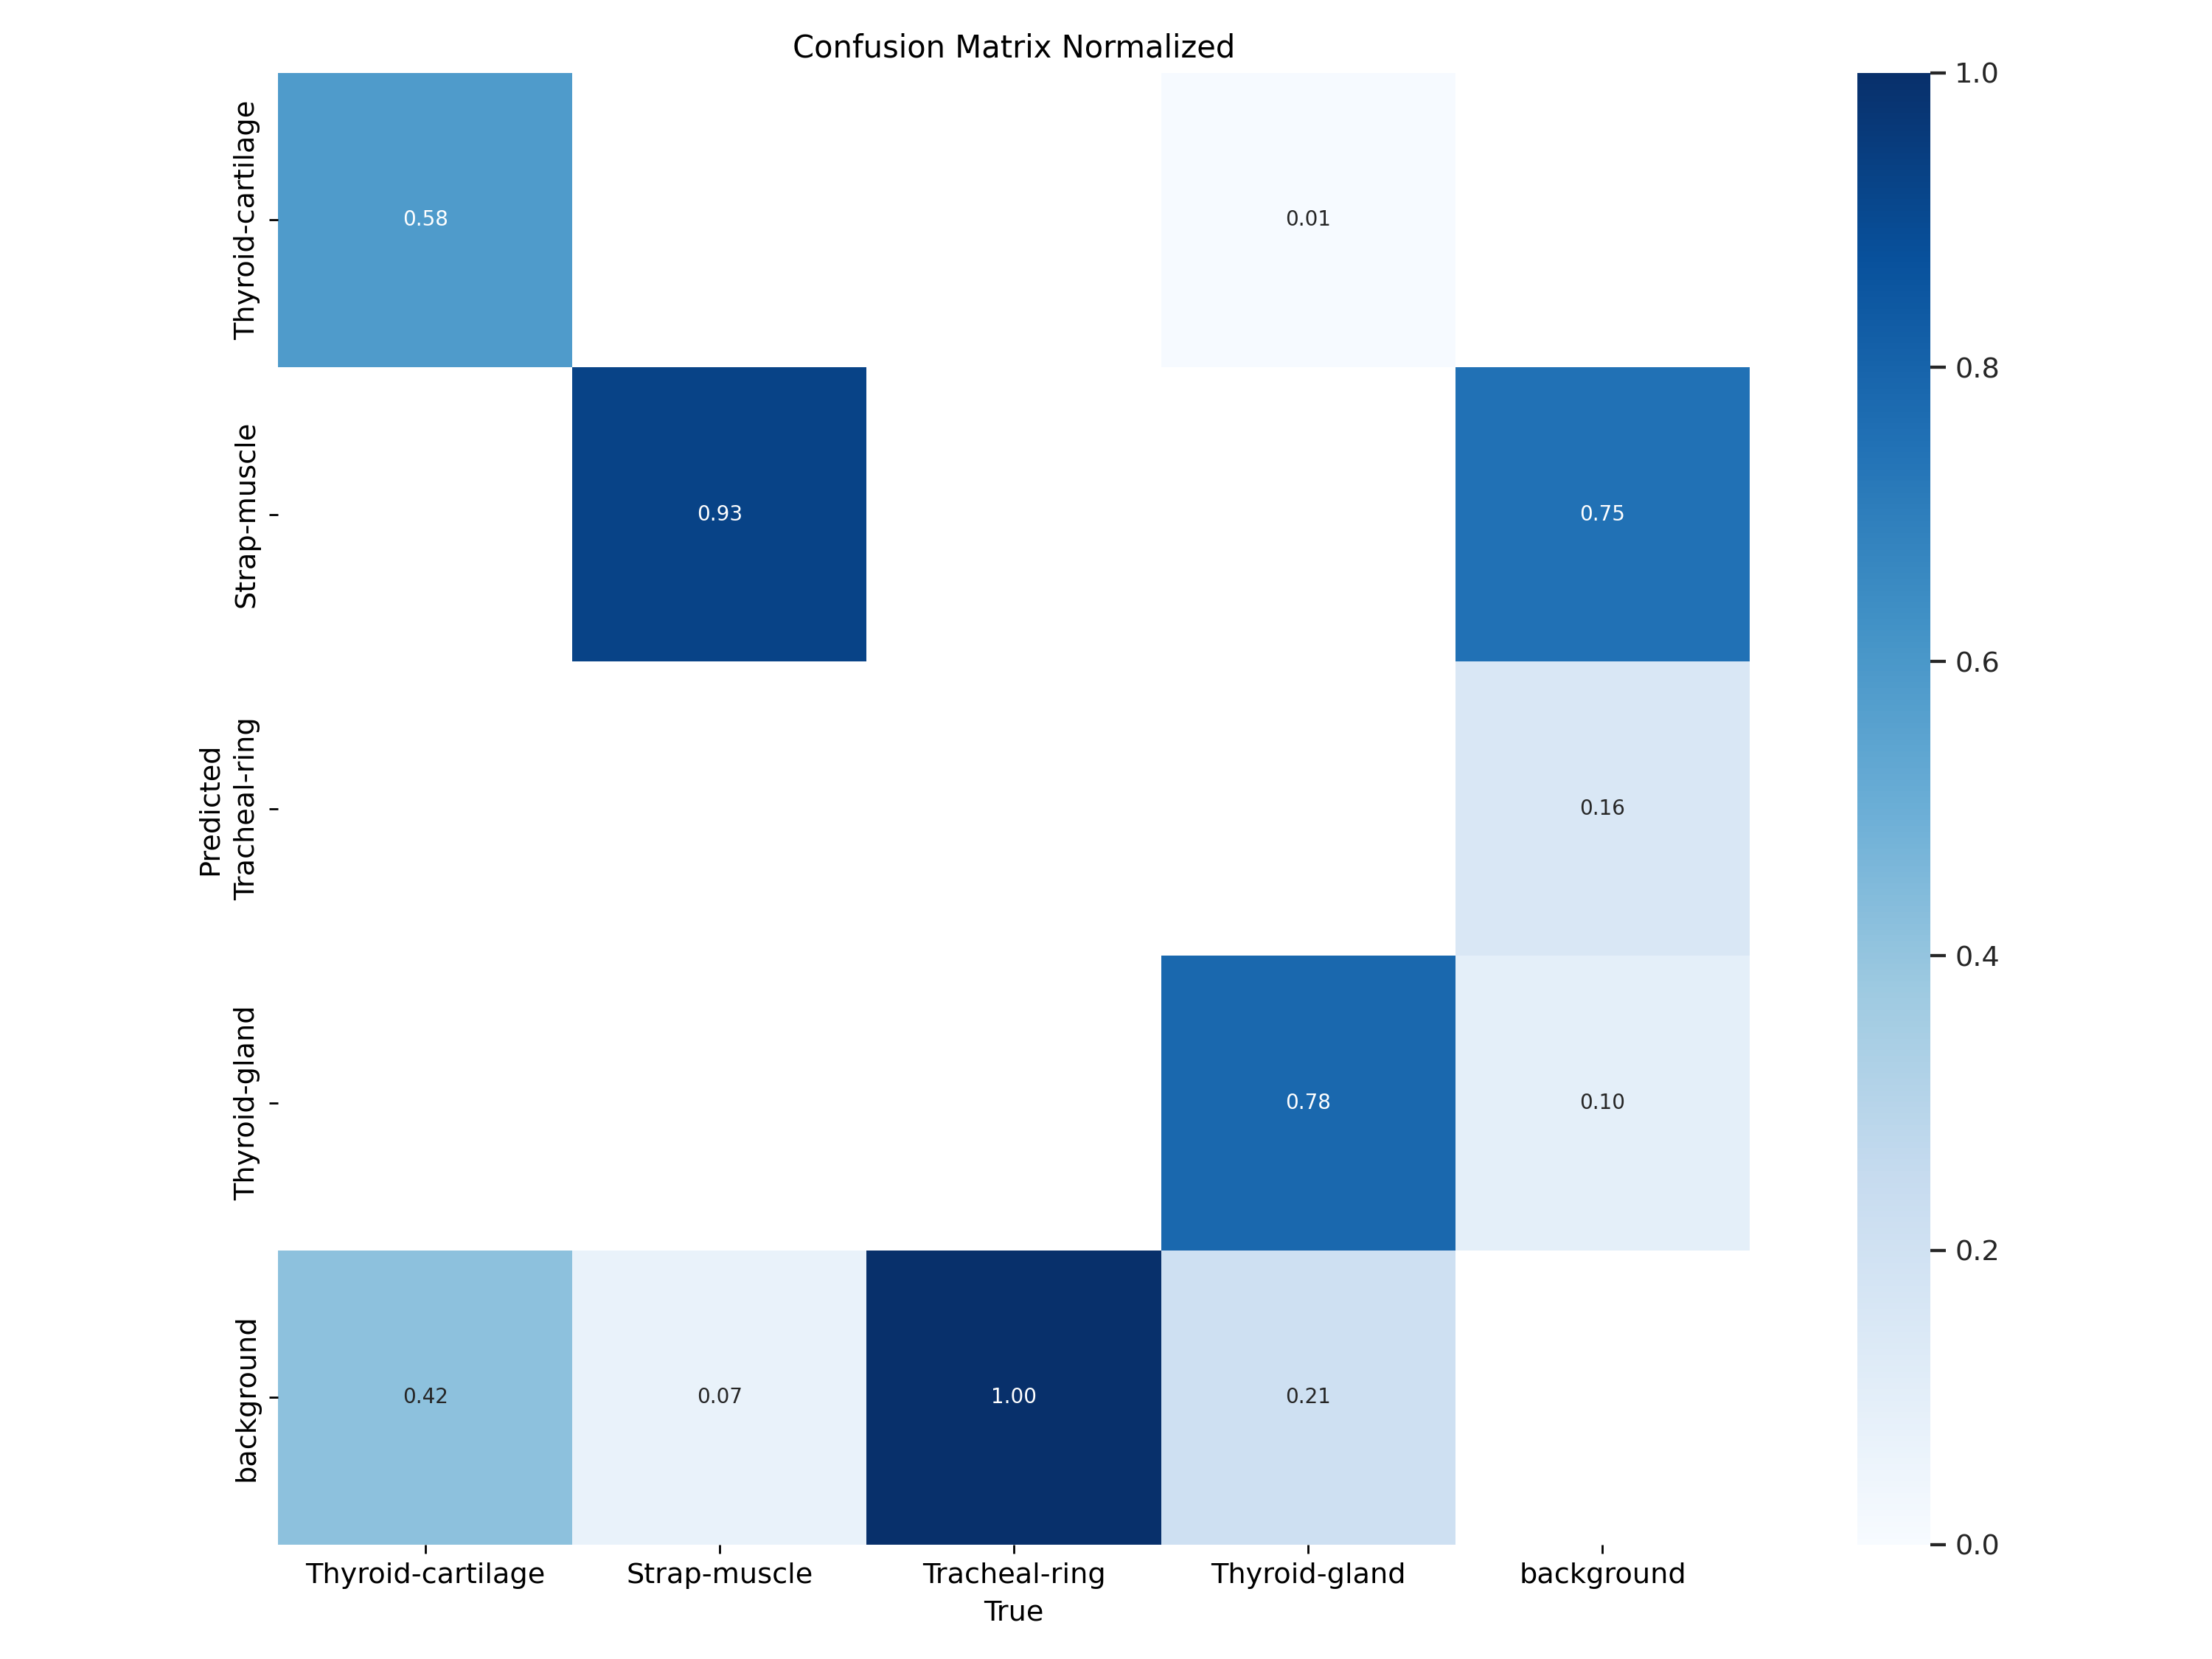 Confusion Matrix Normalized
Thyroid-cartilage
Strap-muscle
Tracheal-ring
Thyroid-gland
background
Predicted
0.58
0.01
0.93
0.75
0.16
0.78
0.10
0.42
0.07
1.00
0.21
Thyroid-cartilage
Strap-muscle
Tracheal-ring
Thyroid-gland
background
True
1.0
0.8
0.6
0.4
0.2
0.0